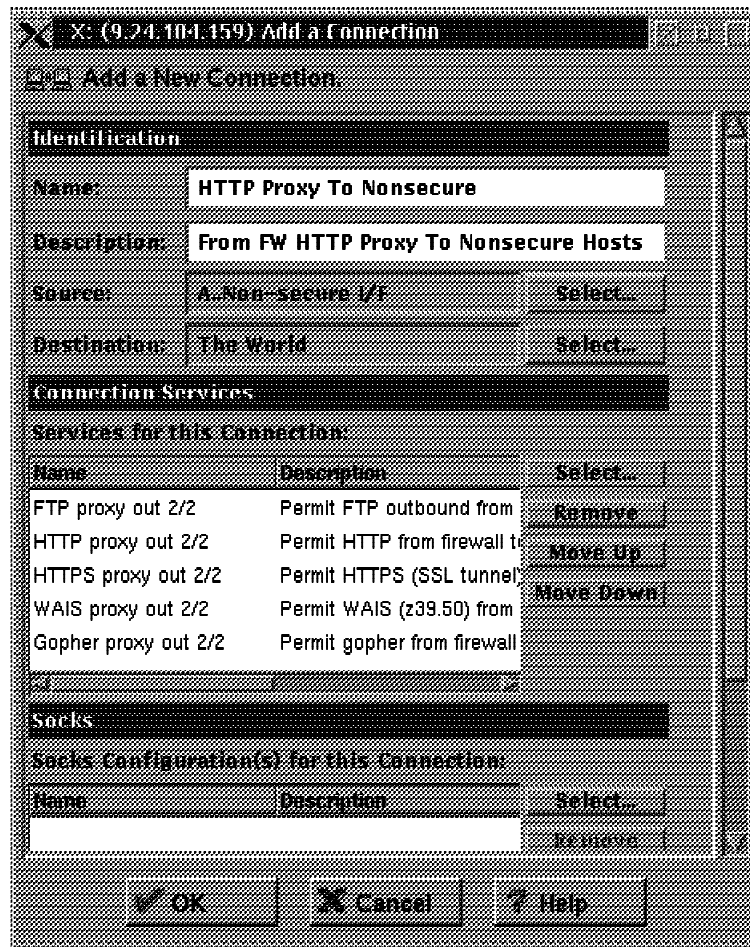 X: (9.24.104.159) Add a Connection
Add a New Connection.
Identification
Name: HTTP Proxy To Nonsecure
Description: From FW HTTP Proxy To Nonsecure Hosts
Source: A..Non-secure I/F Select...
Destination: The World Select...
Connection Services
Services for this Connection:
Name Description Select...
FTP proxy out 2/2 Permit FTP outbound from Remove
HTTP proxy out 2/2 Permit HTTP from firewall t Move Up
HTTPS proxy out 2/2 Permit HTTPS (SSL tunnel) Move Down
WAIS proxy out 2/2 Permit WAIS (z39.50) from
Gopher proxy out 2/2 Permit gopher from firewall
Socks
Socks Configuration(s) for this Connection:
Name Description Select...
Remove
OK Cancel ? Help